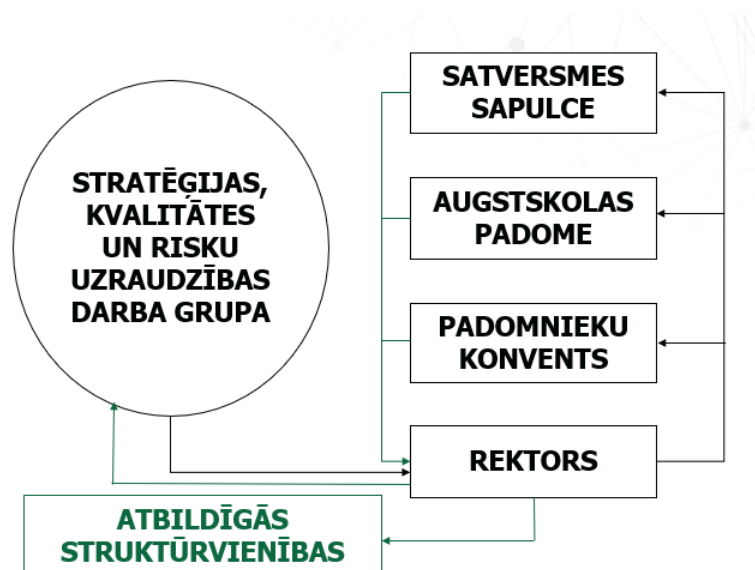 STRATĒĢIJAS,
KVALITĀTES
UN RISKU
UZRAUDZĪBAS
DARBA GRUPA
SATVERSMES
SAPULCE
AUGSTSKOLAS
PADOME
PADOMNIEKU
KONVENTS
REKTORS
ATBILDĪGĀS
STRUKTŪRVIENĪBAS